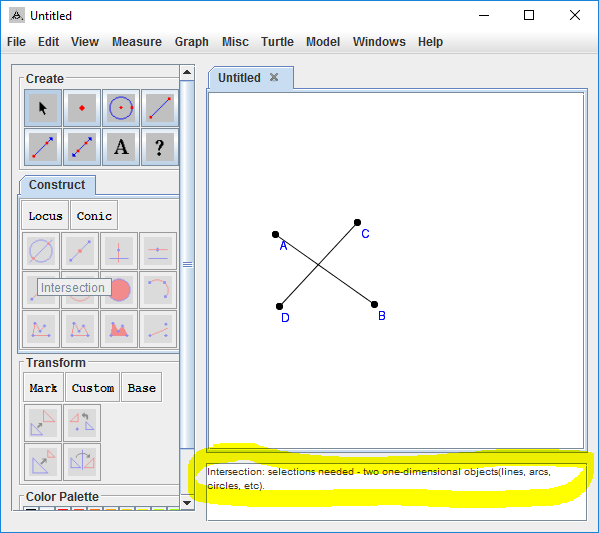 Untitled
File Edit View Measure Graph Misc Turtle Model Windows Help
Create
A ?
Construct
Locus Conic
Intersection
Transform
Mark Custom Base
Color Palette
Untitled
A
C
D
B
Intersection: selections needed - two one-dimensional objects(lines, arcs,
circles, etc).